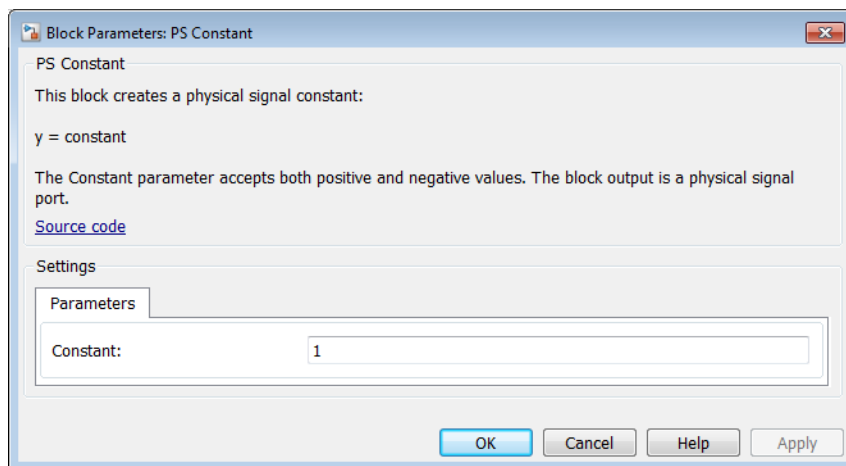 Block Parameters: PS Constant
PS Constant
This block creates a physical signal constant:
y = constant
The Constant parameter accepts both positive and negative values. The block output is a physical signal
port.
Source code
Settings
Parameters
Constant: 1
OK Cancel Help Apply